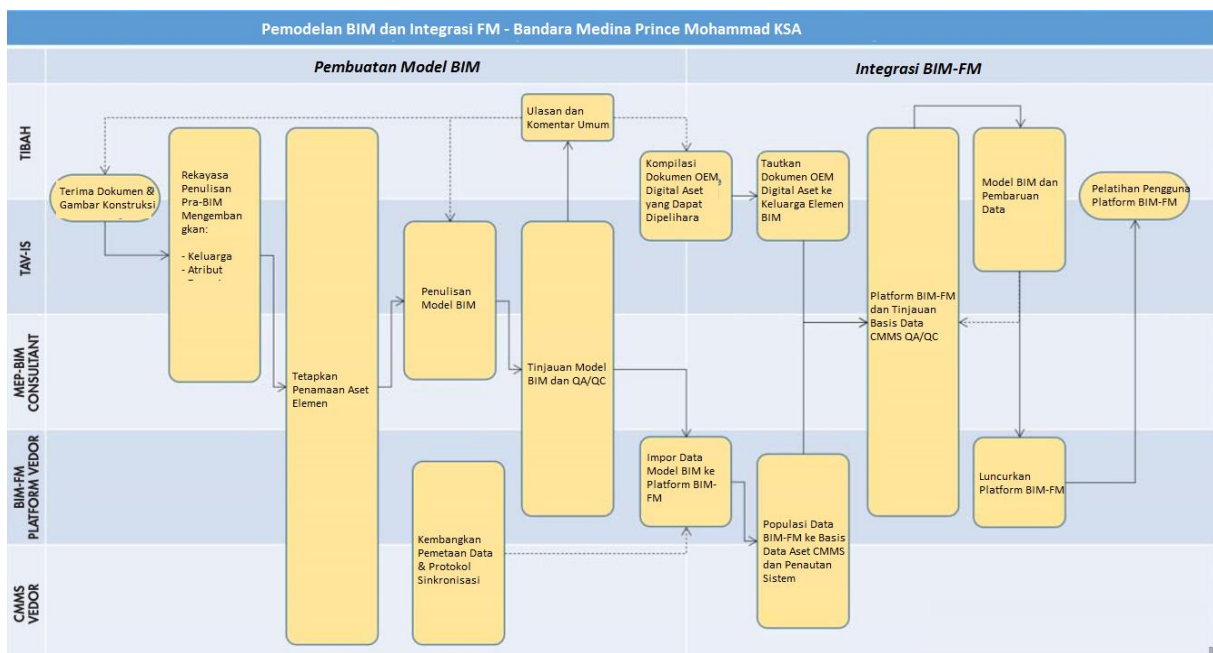 Pemodelan BIM dan Integrasi FM - Bandara Medina Prince Mohammad KSA
Pembuatan Model BIM
Integrasi BIM-FM
TIBAH
TAV-IS
MEP-BIM
CONSULTANT
BIM-FM
PLATFORM VEDOR
CMMS
VEDOR
Terima Dokumen &
Gambar Konstruksi
Rekayasa
Penulisan
Pra-BIM
Mengemban
gkan:
- Keluarga
- Atribut
Tetapkan
Penamaan Aset
Elemen
Penulisan
Model BIM
Kembangkan
Pemetaan Data
& Protokol
Sinkronisasi
Ulasan dan
Komentar Umum
Tinjauan Model
BIM dan QA/QC
Kompilasi
Dokumen OEM,
Digital Aset
yang Dapat
Dipelihara
Impor Data
Model BIM ke
Platform BIM-
FM
Tautkan
Dokumen OEM
Digital Aset ke
Keluarga Elemen
BIM
Populasi Data
BIM-FM ke Basis
Data Aset CMMS
dan Penautan
Sistem
Platform BIM-FM
dan Tinjauan
Basis Data
CMMS QA/QC
Model BIM dan
Pembaruan
Data
Luncurkan
Platform BIM-FM
Pelatihan Pengguna
Platform BIM-FM